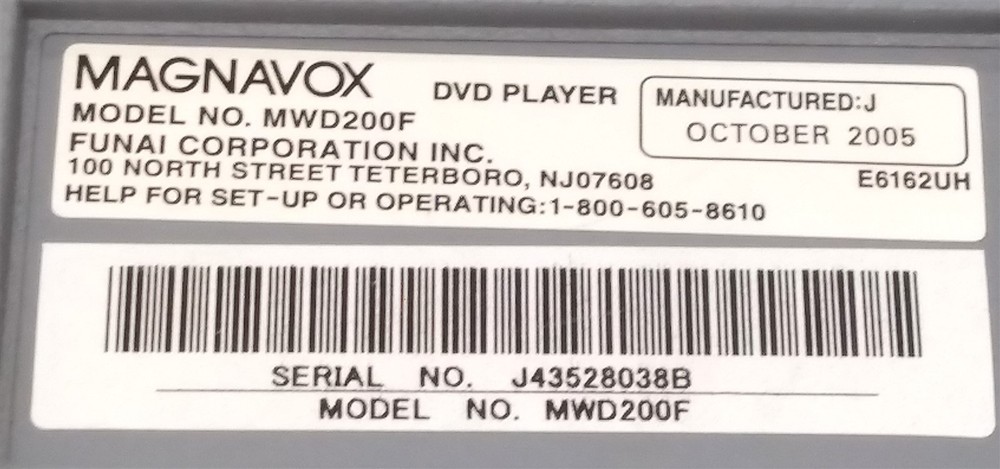 MAGNAVOX DVD PLAYER
MANUFACTURED:J
OCTOBER 2005
MODEL NO. MWD200F
FUNAI CORPORATION INC.
100 NORTH STREET TETERBORO, NJ07608
E6162UH
HELP FOR SET-UP OR OPERATING:1-800-605-8610
SERIAL NO. J43528038B
MODEL NO. MWD200F